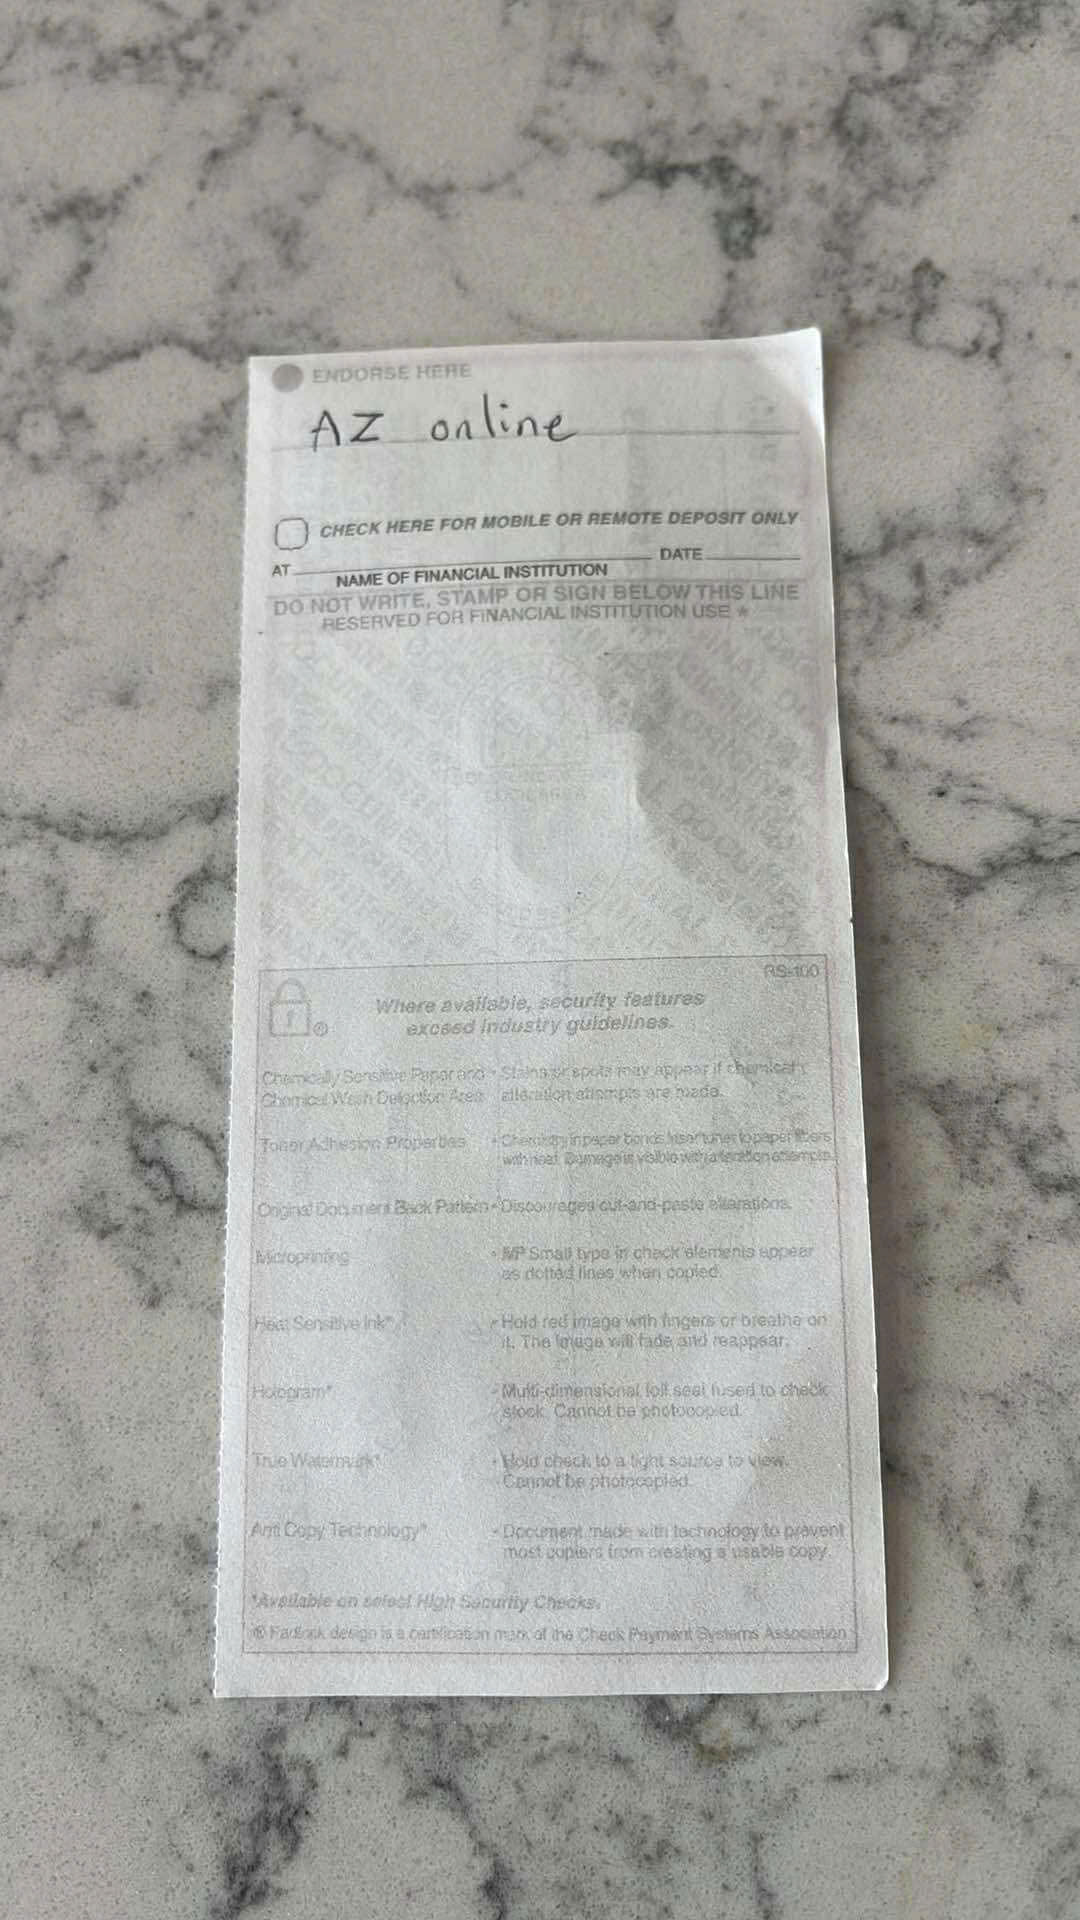 ENDORSE HERE
AZ online
CHECK HERE FOR MOBILE OR REMOTE DEPOSIT ONLY
AT DATE
NAME OF FINANCIAL INSTITUTION
DO NOT WRITE, STAMP OR SIGN BELOW THIS LINE
RESERVED FOR FINANCIAL INSTITUTION USE *
ORIGINAL DOCUMENT
RS-100
Where available, security features
exceed industry guidelines.
Chemically Sensitive Paper and • Stains or spots may appear if chemical
Chemical Wash Detection Area alteration attempts are made.
Toner Adhesion Properties • Chemistry in paper bonds laser toner to paper fibers
with heat. Damage is visible with alteration attempts.
Original Document Back Pattern • Discourages cut-and-paste alterations.
Microprinting • MP Small type in check elements appear
as dotted lines when copied.
Heat Sensitive Ink* • Hold red image with fingers or breathe on
it. The image will fade and reappear.
Hologram* • Multi-dimensional foil seal fused to check
stock. Cannot be photocopied.
True Watermark* • Hold check to a light source to view.
Cannot be photocopied.
Anti Copy Technology* • Document made with technology to prevent
most copiers from creating a usable copy.
*Available on select High Security Checks.
® Padlock design is a certification mark of the Check Payment Systems Association